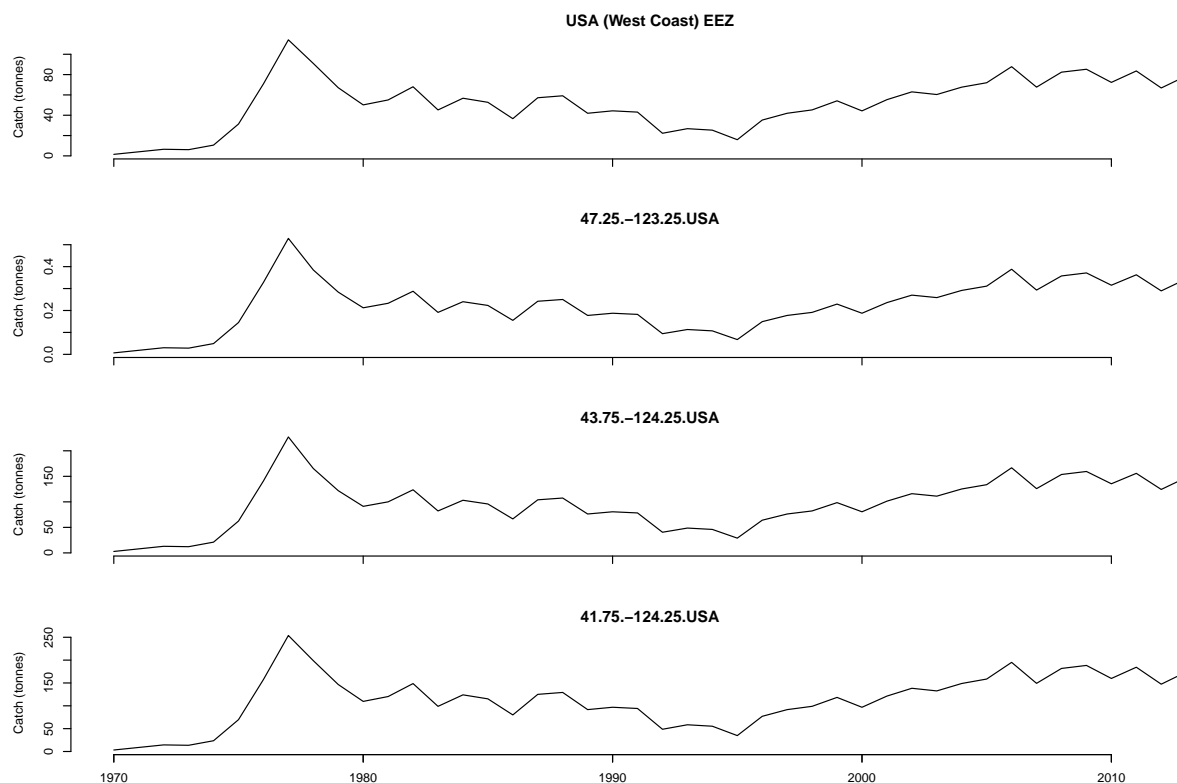 USA (West Coast) EEZ
Catch (tonnes)
0 40 80
47.25.−123.25.USA
Catch (tonnes)
0.0 0.2 0.4
43.75.−124.25.USA
Catch (tonnes)
0 50 150
41.75.−124.25.USA
Catch (tonnes)
0 50 150 250
1970 1980 1990 2000 2010